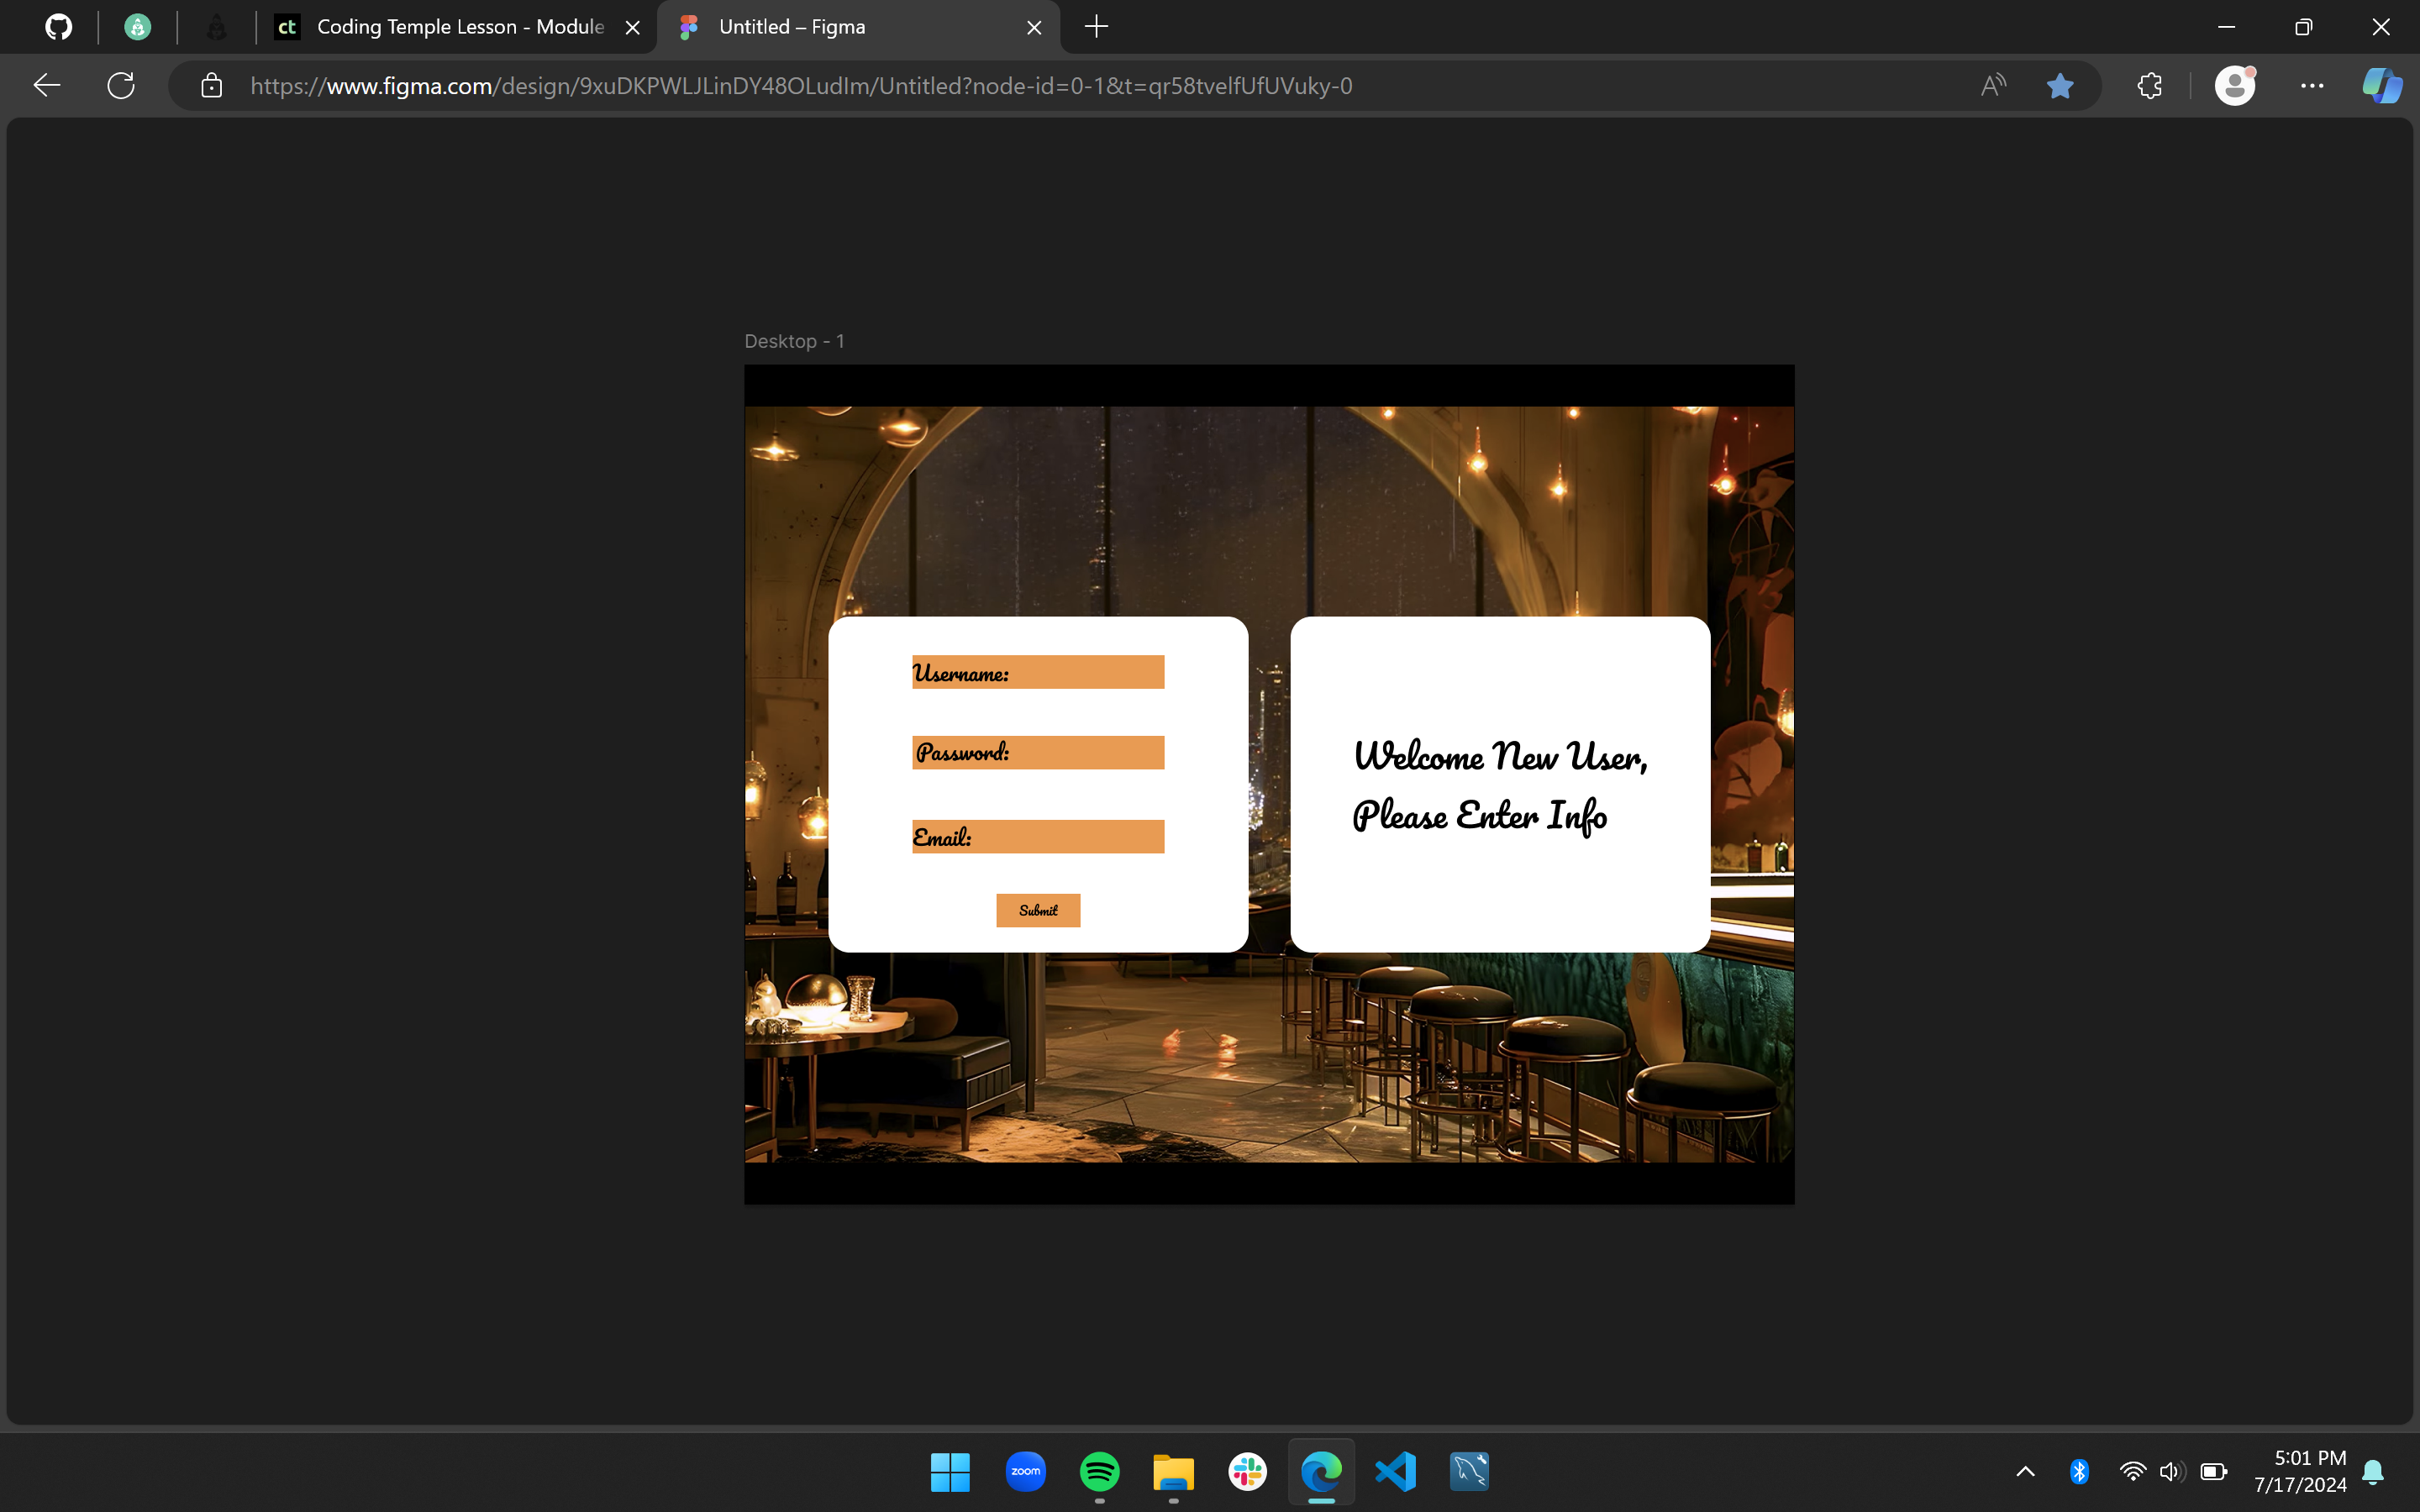 ct Coding Temple Lesson - Module
Untitled – Figma
https://www.figma.com/design/9xuDKPWLJLinDY48OLudIm/Untitled?node-id=0-1&t=qr58tvelfUfUVuky-0
Desktop - 1
Username:
Password:
Email:
Submit
Welcome New User,
Please Enter Info
zoom
5:01 PM
7/17/2024